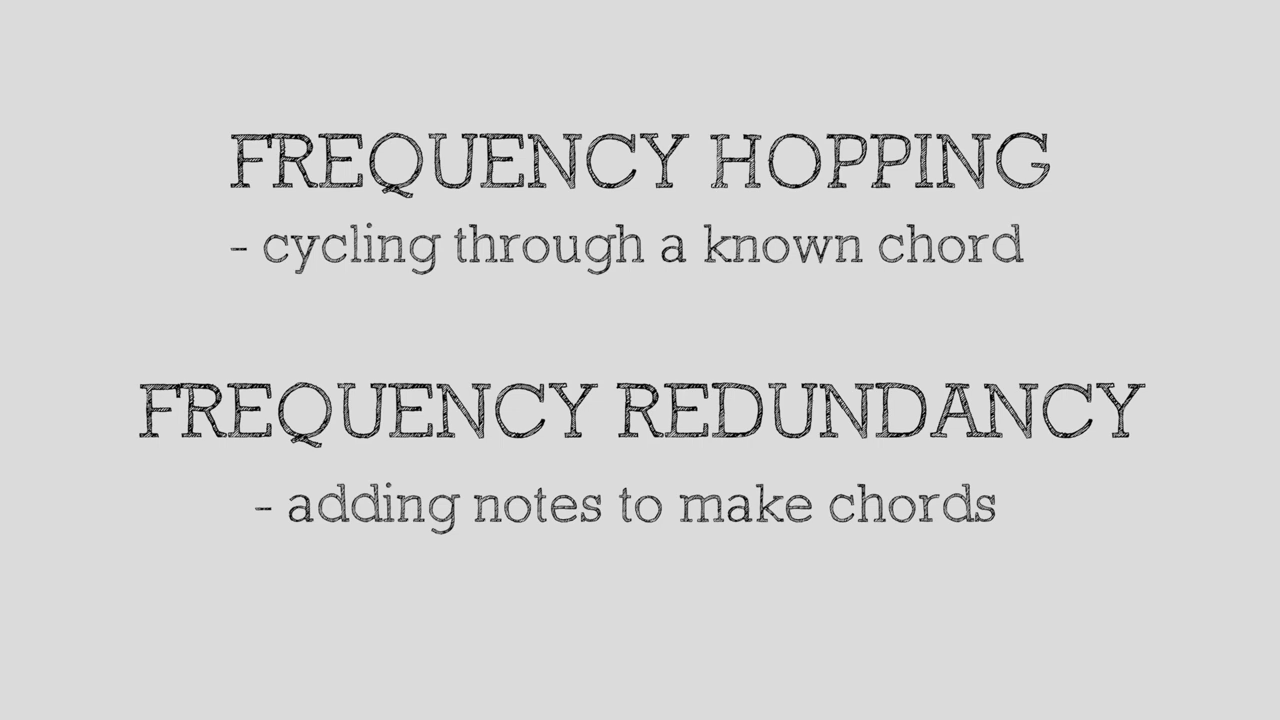 FREQUENCY HOPPING
- cycling through a known chord
FREQUENCY REDUNDANCY
- adding notes to make chords